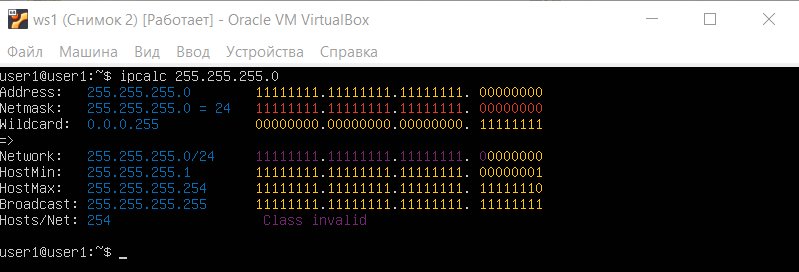 ws1 (Снимок 2) [Работает] - Oracle VM VirtualBox
Файл Машина Вид Ввод Устройства Справка
user1@user1:~$ ipcalc 255.255.255.0
Address: 255.255.255.0 11111111.11111111.11111111. 00000000
Netmask: 255.255.255.0 = 24 11111111.11111111.11111111. 00000000
Wildcard: 0.0.0.255 00000000.00000000.00000000. 11111111
=>
Network: 255.255.255.0/24 11111111.11111111.11111111. 00000000
HostMin: 255.255.255.1 11111111.11111111.11111111. 00000001
HostMax: 255.255.255.254 11111111.11111111.11111111. 11111110
Broadcast: 255.255.255.255 11111111.11111111.11111111. 11111111
Hosts/Net: 254 Class invalid
user1@user1:~$ _